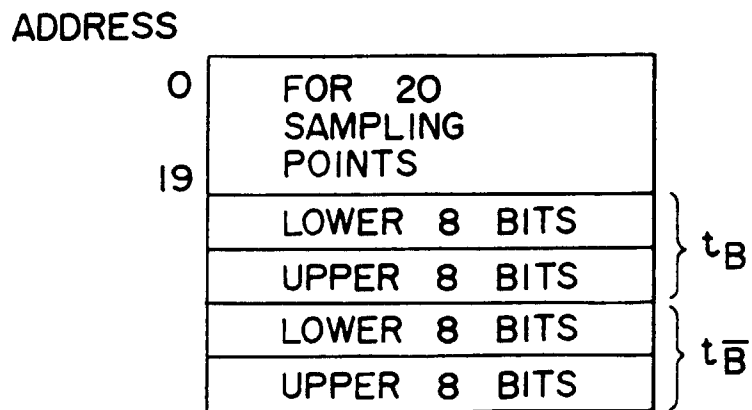 ADDRESS
0
FOR 20
SAMPLING
POINTS
19
LOWER 8 BITS
UPPER 8 BITS
tB
LOWER 8 BITS
UPPER 8 BITS
tB̅